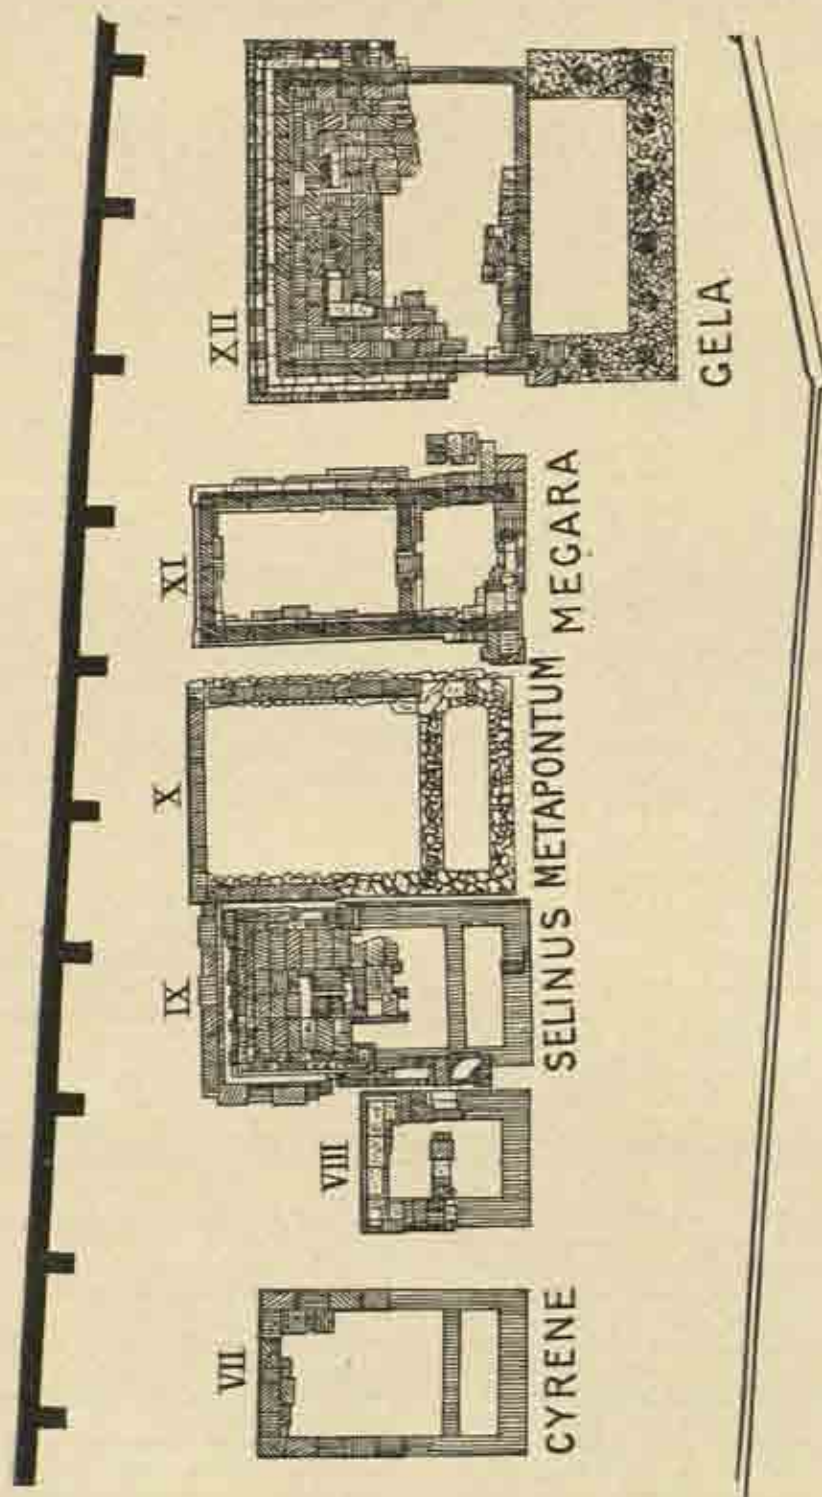 VII
VIII
IX
X
XI
XII
CYRENE
SELINUS
METAPONTUM
MEGARA
GELA